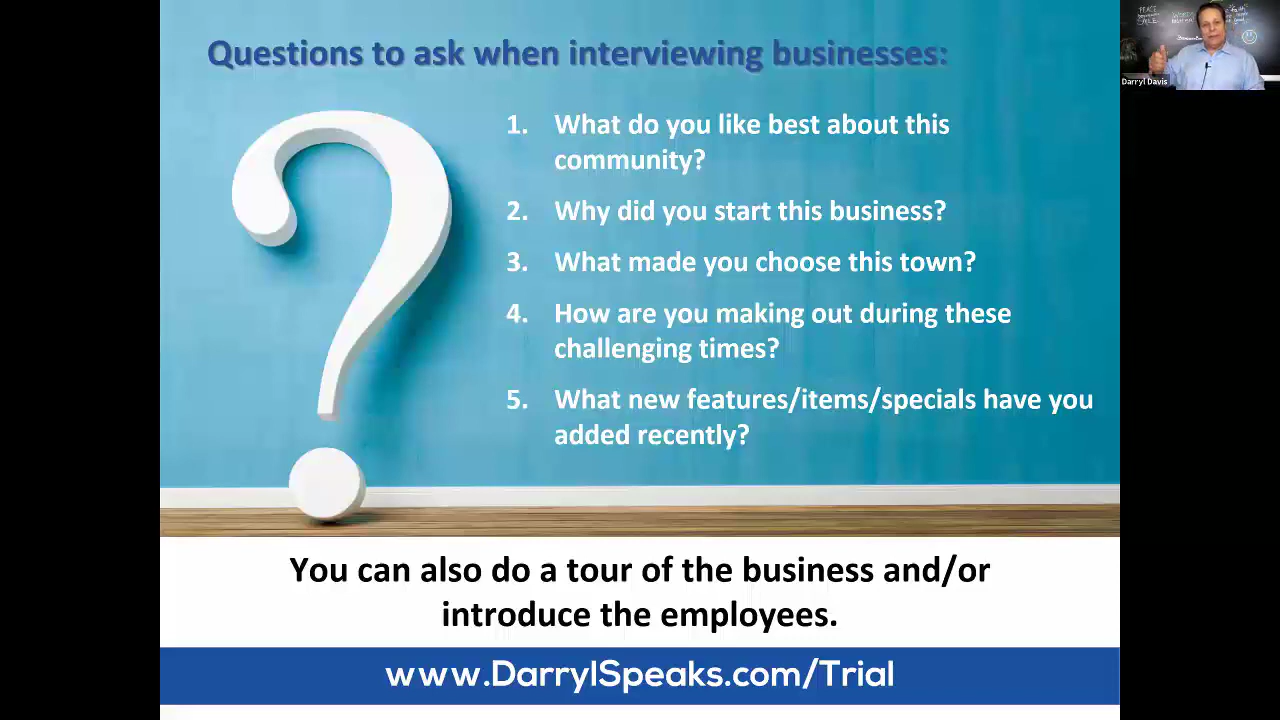 Questions to ask when interviewing businesses:
1. What do you like best about this
community?
2. Why did you start this business?
3. What made you choose this town?
4. How are you making out during these
challenging times?
5. What new features/items/specials have you
added recently?
You can also do a tour of the business and/or
introduce the employees.
www.DarrylSpeaks.com/Trial
PEACE
SMILE
Darryl Davis